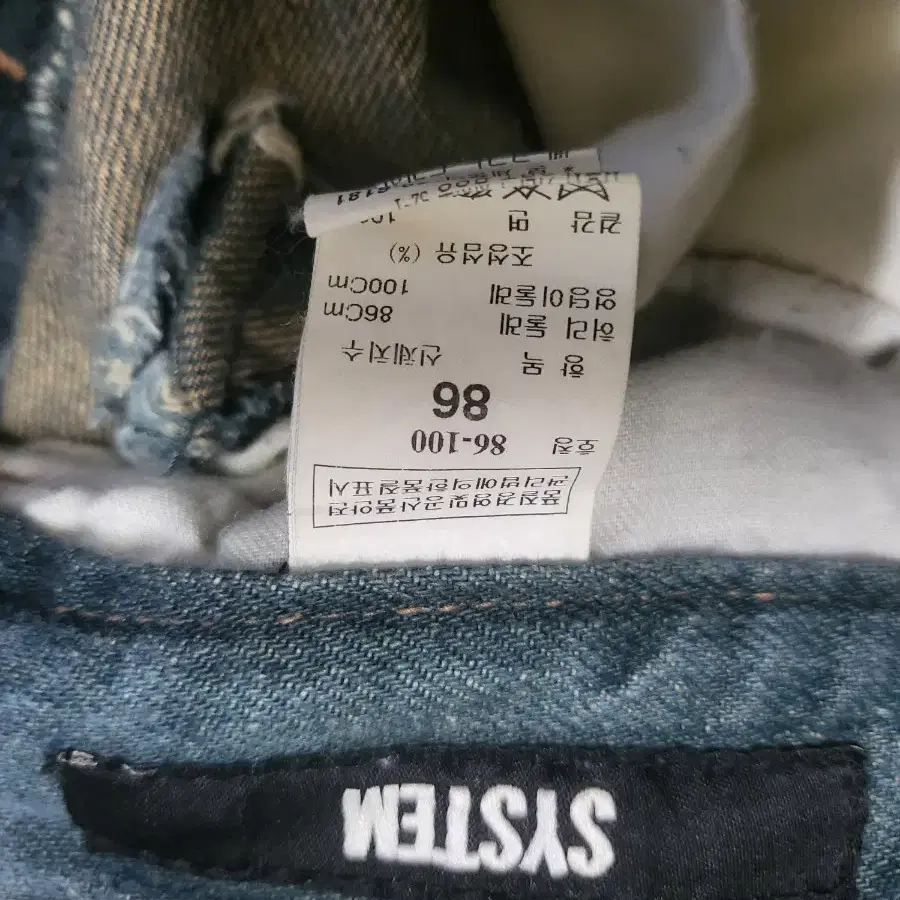 SYSTEM
품질경영및공산품안전
관리법에의한품질표시
호칭 86-100
86
항 목 신체치수
허리 둘레 86Cm
엉덩이둘레 100Cm
조성섬유 (%)
겉감 면